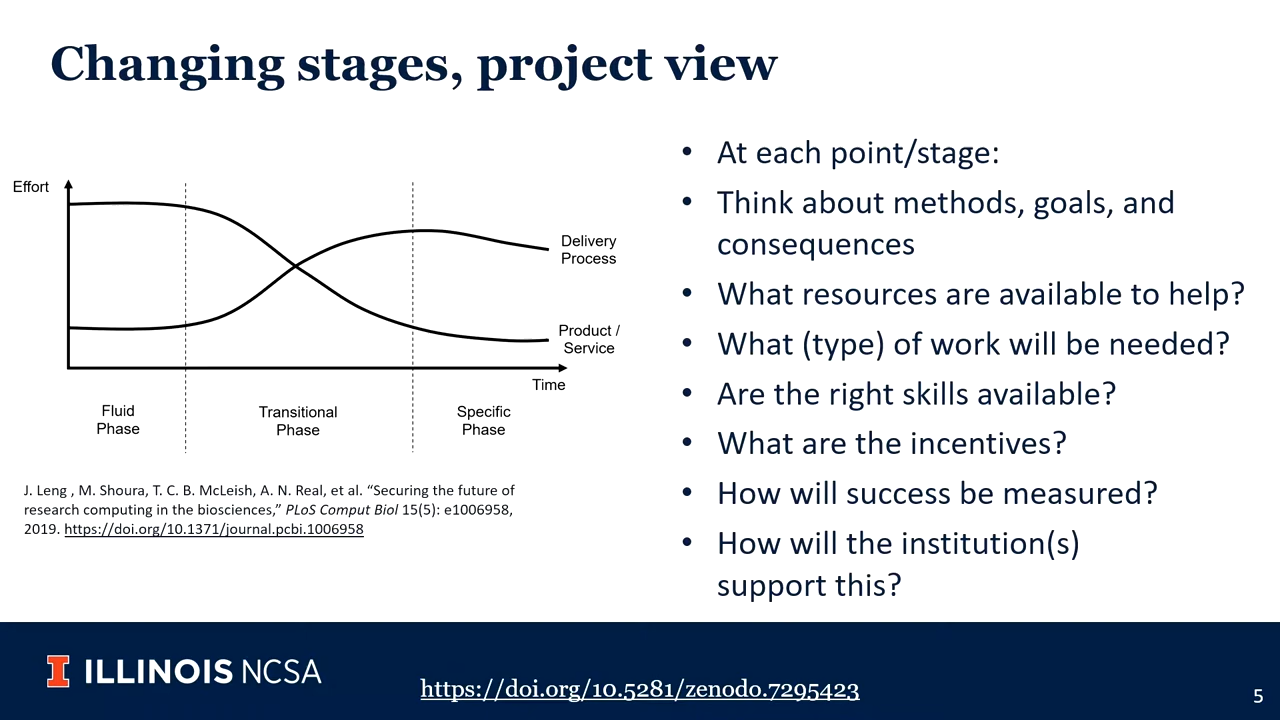 Changing stages, project view
Effort
Delivery
Process
Product /
Service
Time
Fluid
Phase
Transitional
Phase
Specific
Phase
J. Leng , M. Shoura, T. C. B. McLeish, A. N. Real, et al. “Securing the future of
research computing in the biosciences,” PLoS Comput Biol 15(5): e1006958,
2019. https://doi.org/10.1371/journal.pcbi.1006958
• At each point/stage:
• Think about methods, goals, and
consequences
• What resources are available to help?
• What (type) of work will be needed?
• Are the right skills available?
• What are the incentives?
• How will success be measured?
• How will the institution(s)
support this?
I ILLINOIS NCSA
https://doi.org/10.5281/zenodo.7295423
5